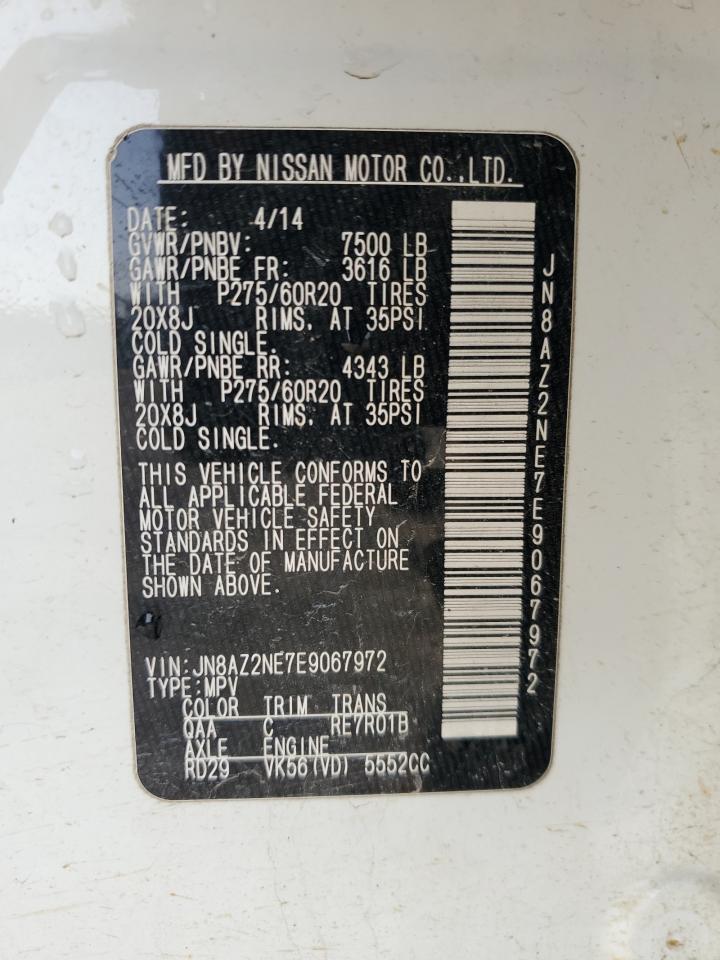 MFD BY NISSAN MOTOR CO.,LTD.
DATE: 4/14
GVWR/PNBV: 7500 LB
GAWR/PNBE FR: 3616 LB
WITH P275/60R20 TIRES
20X8J RIMS, AT 35PSI
COLD SINGLE.
GAWR/PNBE RR: 4343 LB
WITH P275/60R20 TIRES
20X8J RIMS, AT 35PSI
COLD SINGLE.
THIS VEHICLE CONFORMS TO
ALL APPLICABLE FEDERAL
MOTOR VEHICLE SAFETY
STANDARDS IN EFFECT ON
THE DATE OF MANUFACTURE
SHOWN ABOVE.
VIN:JN8AZ2NE7E9067972
TYPE:MPV
COLOR TRIM TRANS
QAA C RE7R01B
AXLE ENGINE
RD29 VK56(VD) 5552CC
JN8AZ2NE7E9067972